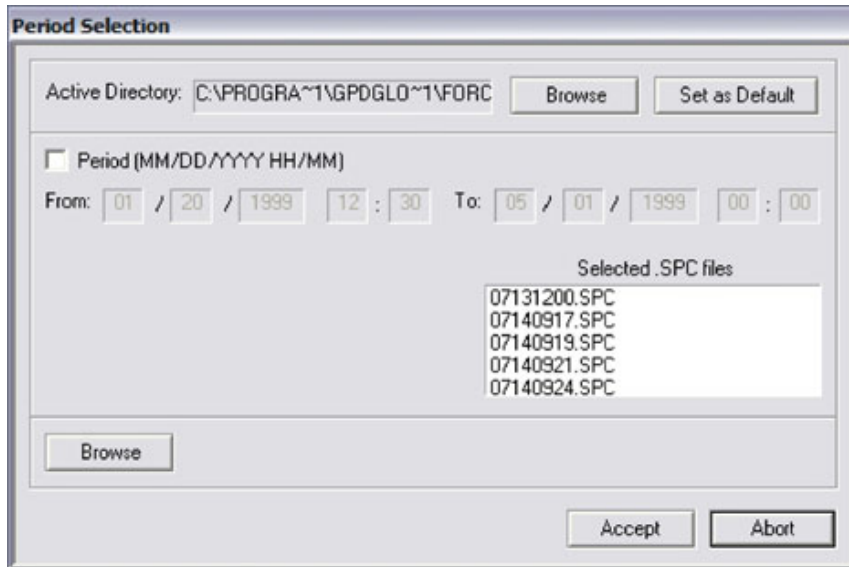 Period Selection
Active Directory: C:\PROGRA~1\GPDGLO~1\FORC Browse Set as Default
Period (MM/DD/YYYY HH/MM)
From: 01 / 20 / 1999 12 : 30 To: 05 / 01 / 1999 00 : 00
Selected .SPC files
07131200.SPC
07140917.SPC
07140919.SPC
07140921.SPC
07140924.SPC
Browse
Accept Abort